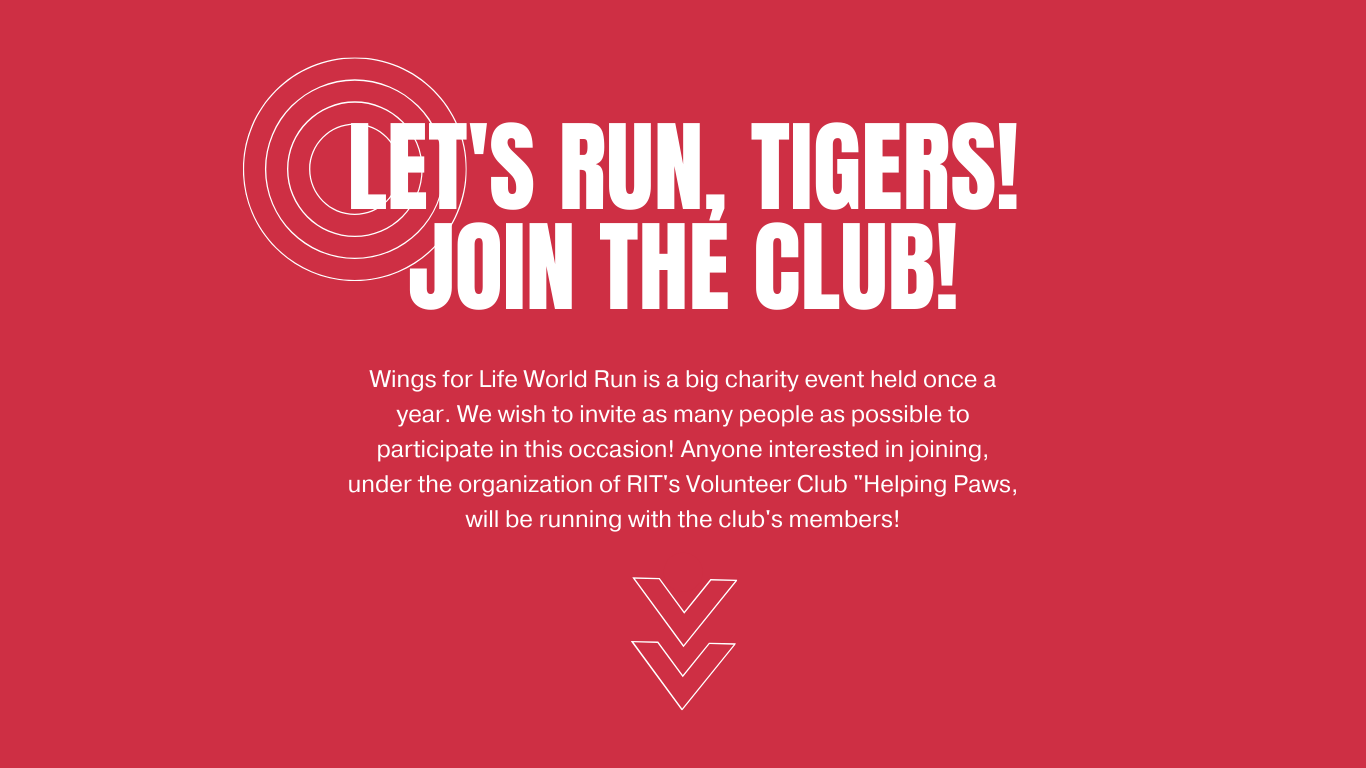 LET'S RUN, TIGERS!
JOIN THE CLUB!
Wings for Life World Run is a big charity event held once a
year. We wish to invite as many people as possible to
participate in this occasion! Anyone interested in joining,
under the organization of RIT's Volunteer Club "Helping Paws,
will be running with the club's members!